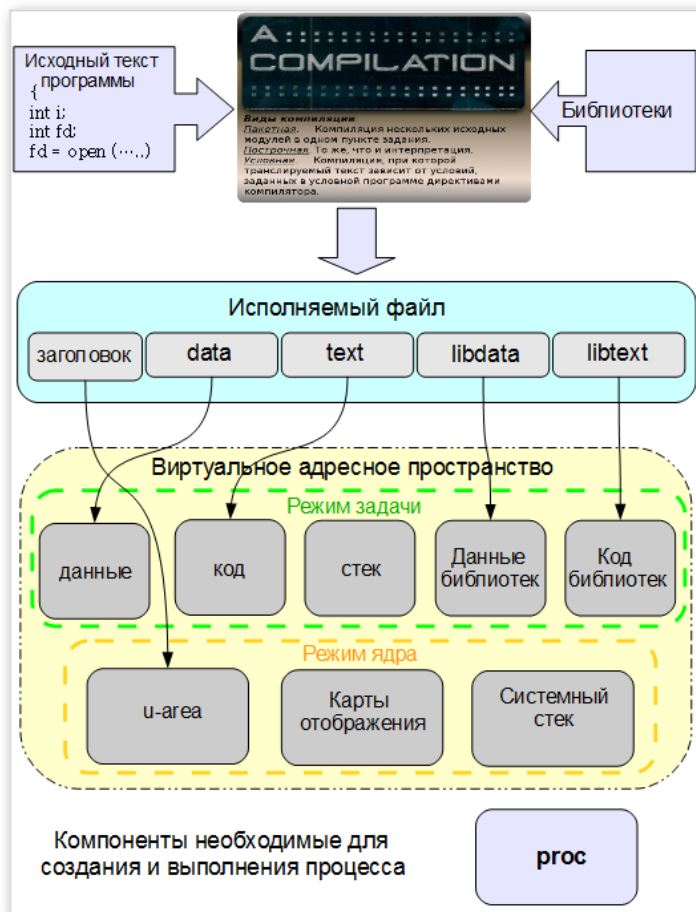 Исходный текст
программы
{
int i;
int fd;
fd = open (·····)
A
COMPILATION
Виды компиляции:
Пакетная. Компиляция нескольких исходных
модулей в одном пункте задания.
Построчная. То же, что и интерпретация.
Условная. Компиляция, при которой
транслируемый текст зависит от условий,
заданных в условной программе директивами
компилятора.
Библиотеки
Исполняемый файл
заголовок
data
text
libdata
libtext
Виртуальное адресное пространство
Режим задачи
данные
код
стек
Данные
библиотек
Код
библиотек
Режим ядра
u-area
Карты
отображения
Системный
стек
Компоненты необходимые для
создания и выполнения процесса
proc